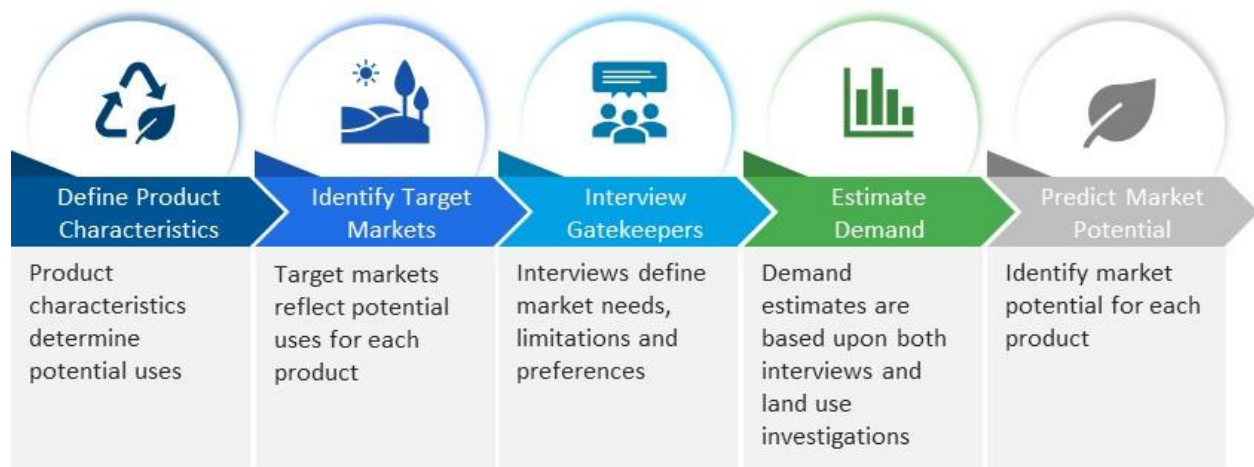 Define Product
Characteristics
Product
characteristics
determine
potential uses
Identify Target
Markets
Target markets
reflect potential
uses for each
product
Interview
Gatekeepers
Interviews define
market needs,
limitations and
preferences
Estimate
Demand
Demand
estimates are
based upon both
interviews and
land use
investigations
Predict Market
Potential
Identify market
potential for each
product